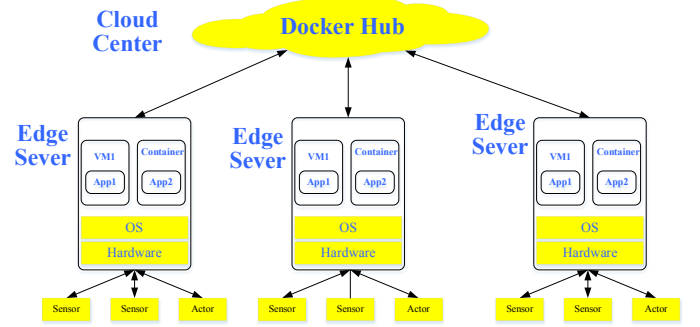 Cloud
Center
Docker Hub
Edge
Sever
VM1
App1
Container
App2
OS
Hardware
Sensor
Sensor
Actor
Edge
Sever
VM1
App1
Container
App2
OS
Hardware
Sensor
Sensor
Actor
Edge
Sever
VM1
App1
Container
App2
OS
Hardware
Sensor
Sensor
Actor